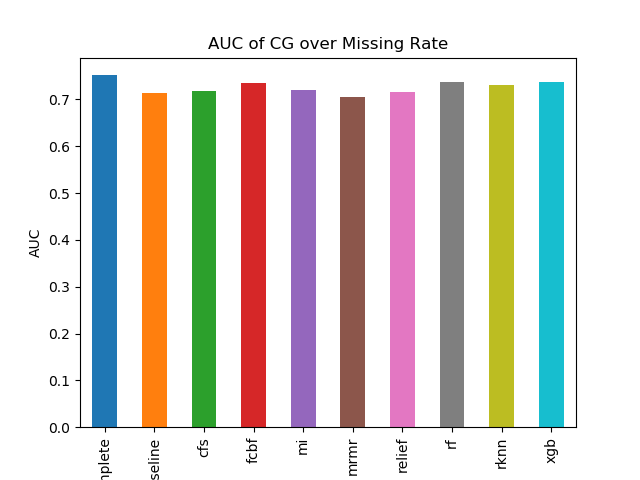 AUC of CG over Missing Rate
AUC
0.7
0.6
0.5
0.4
0.3
0.2
0.1
0.0
mplete
seline
cfs
fcbf
mi
mrmr
relief
rf
rknn
xgb